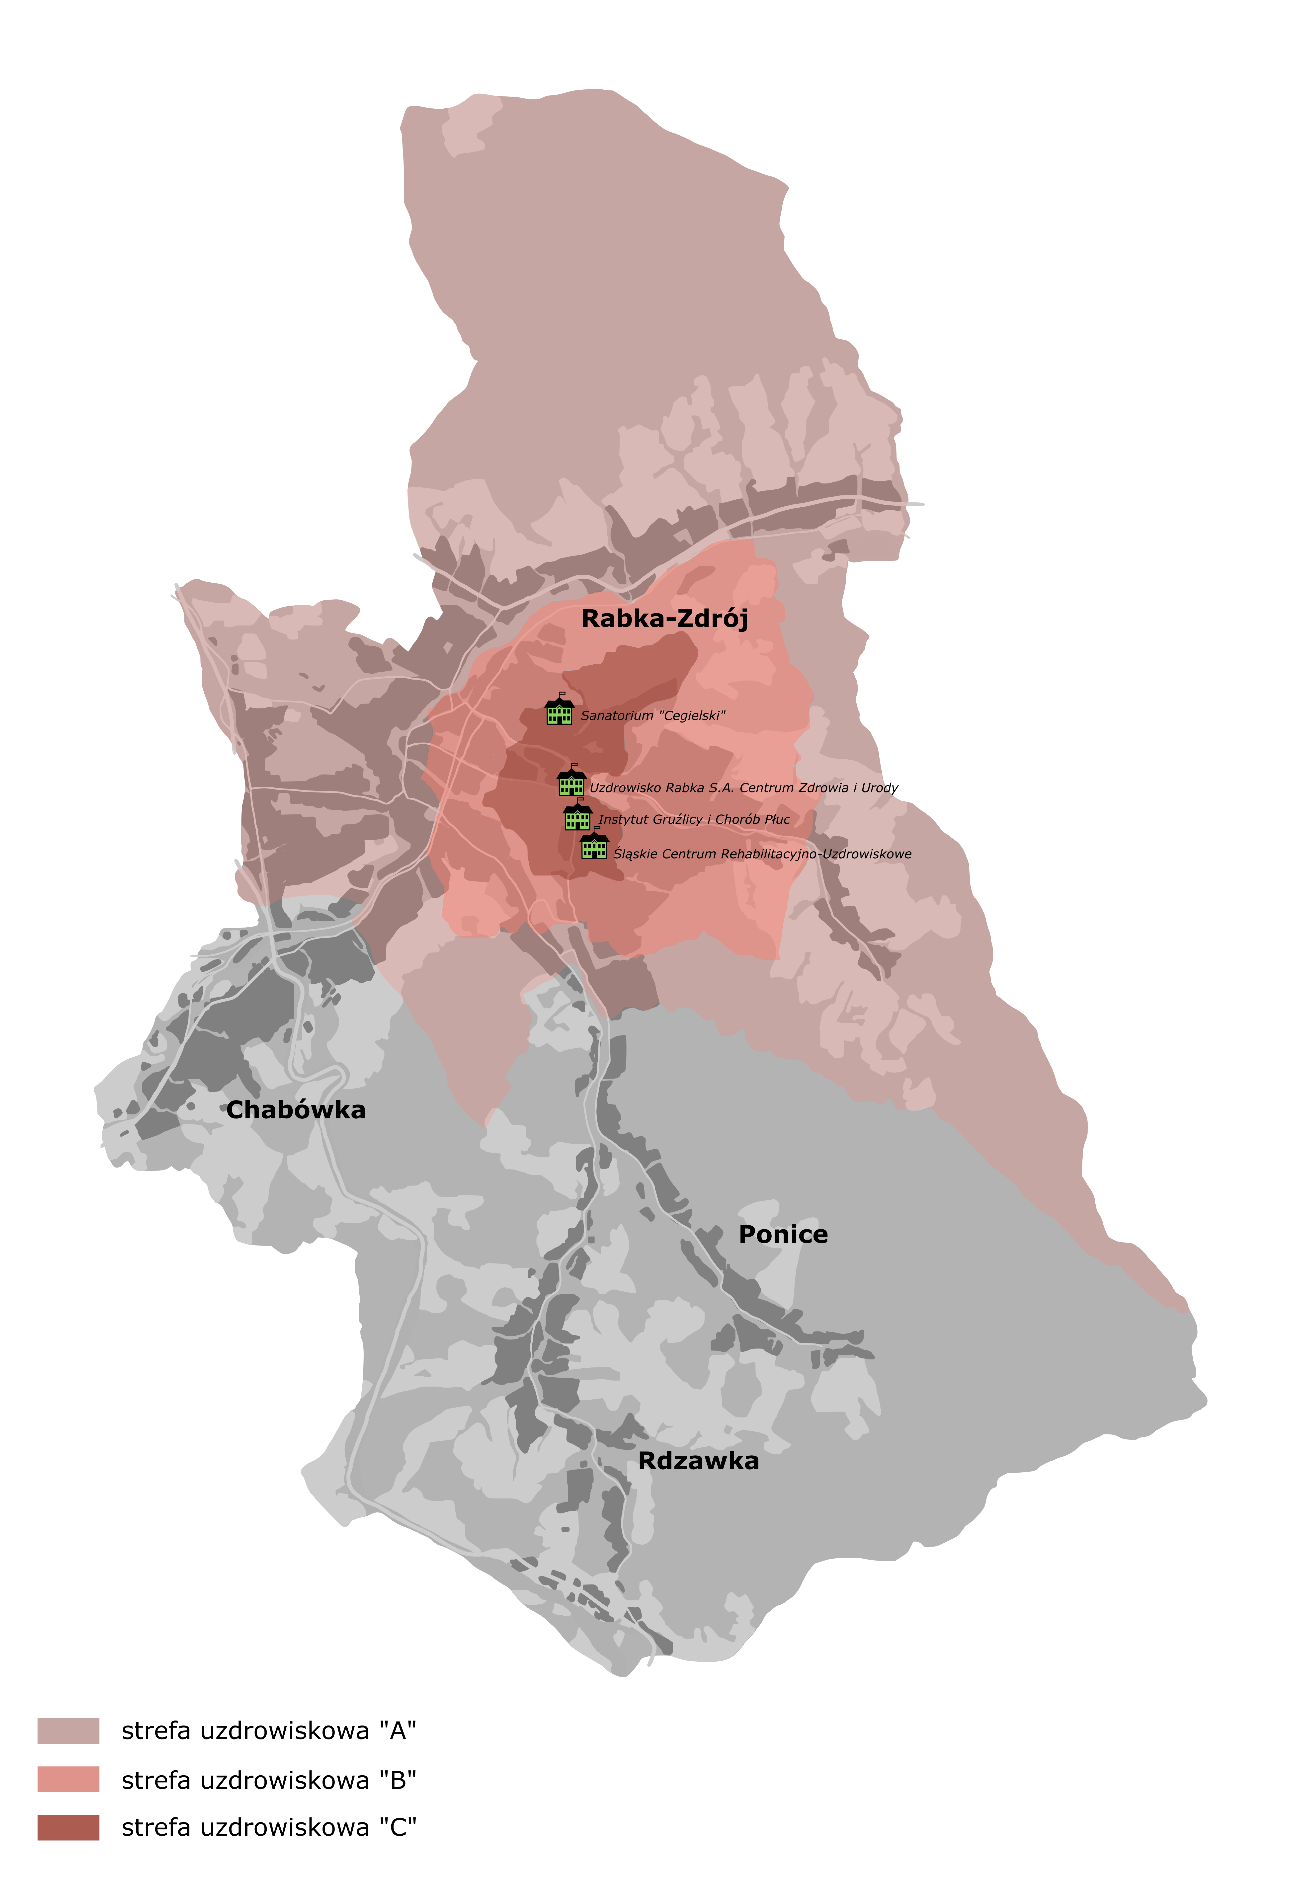 Rabka-Zdrój
Sanatorium "Cegielski"
Uzdrowisko Rabka S.A. Centrum Zdrowia i Urody
Instytut Gruźlicy i Chorób Płuc
Śląskie Centrum Rehabilitacyjno-Uzdrowiskowe
Chabówka
Ponice
Rdzawka
strefa uzdrowiskowa "A"
strefa uzdrowiskowa "B"
strefa uzdrowiskowa "C"